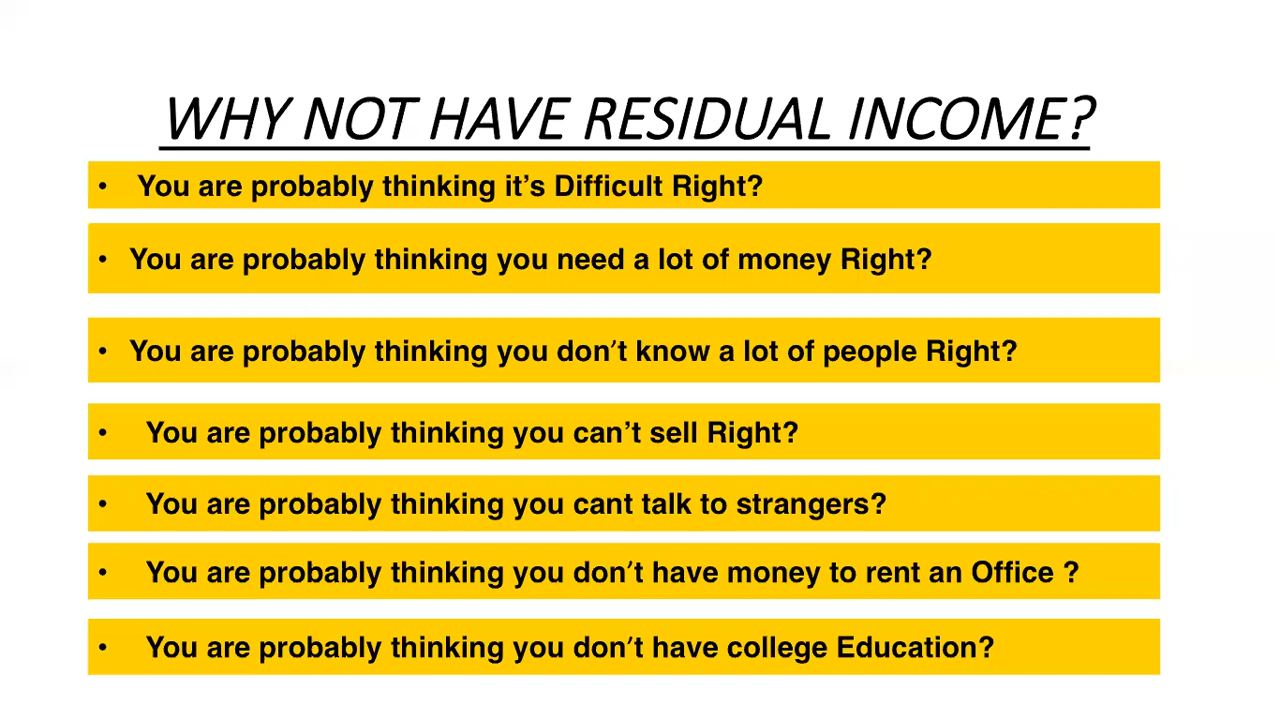 WHY NOT HAVE RESIDUAL INCOME?
• You are probably thinking it’s Difficult Right?
• You are probably thinking you need a lot of money Right?
• You are probably thinking you don’t know a lot of people Right?
• You are probably thinking you can’t sell Right?
• You are probably thinking you cant talk to strangers?
• You are probably thinking you don’t have money to rent an Office ?
• You are probably thinking you don’t have college Education?